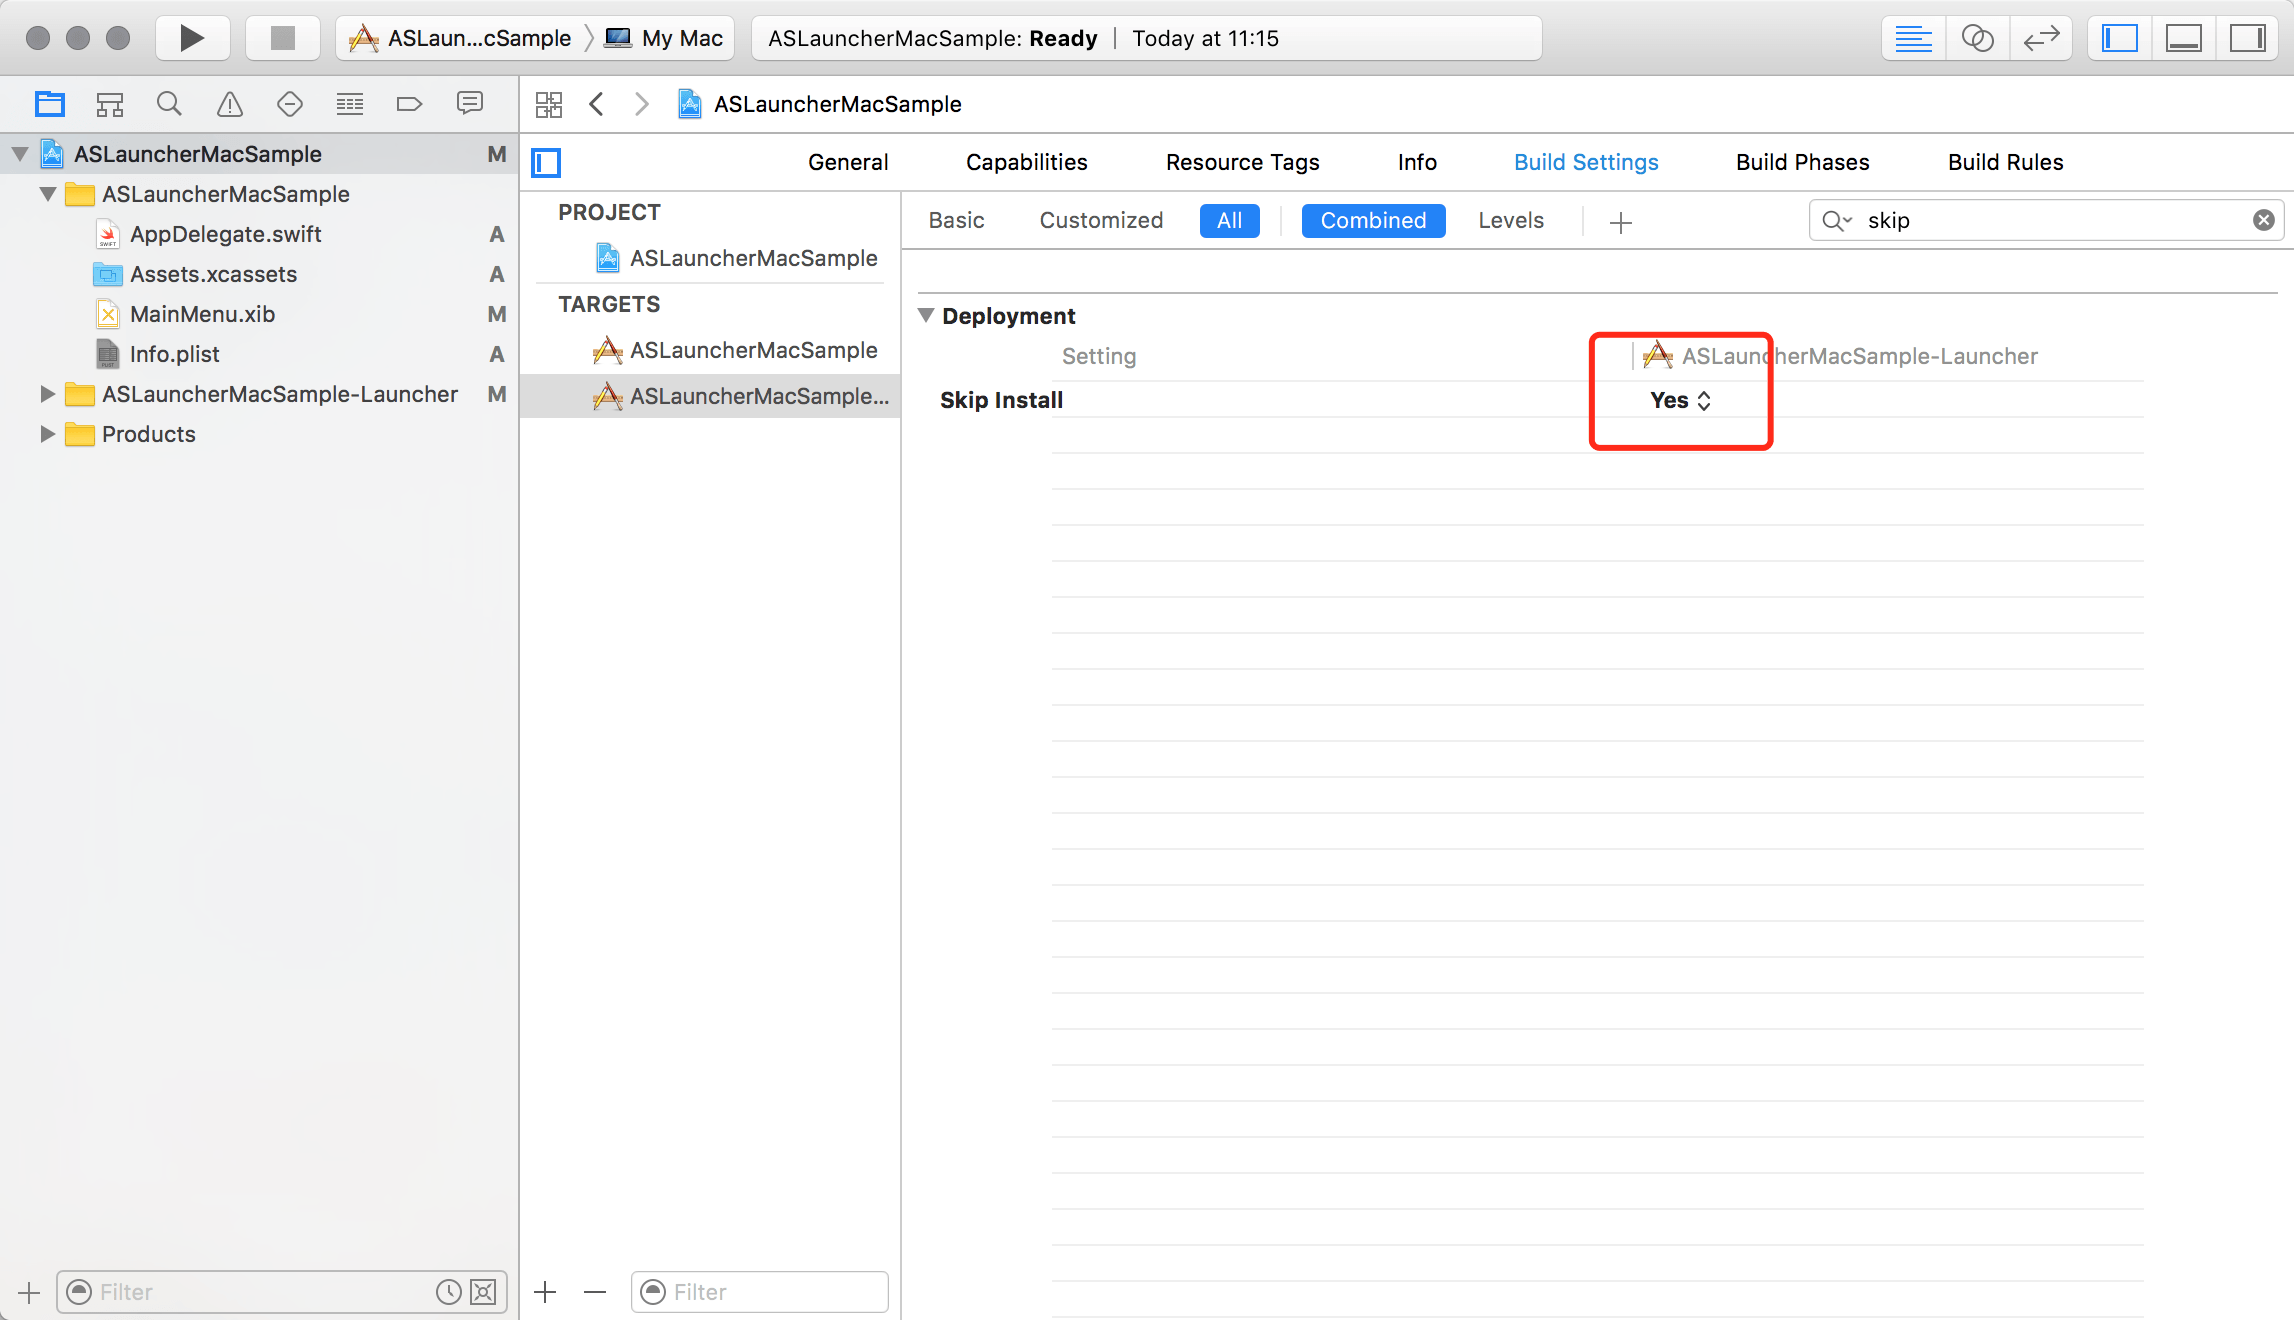 ASLaun...cSample My Mac
ASLauncherMacSample: Ready | Today at 11:15
ASLauncherMacSample
ASLauncherMacSample M
ASLauncherMacSample
AppDelegate.swift A
Assets.xcassets A
MainMenu.xib M
Info.plist A
ASLauncherMacSample-Launcher M
Products
Filter
General Capabilities Resource Tags Info Build Settings Build Phases Build Rules
PROJECT
ASLauncherMacSample
TARGETS
ASLauncherMacSample
ASLauncherMacSample...
Filter
Basic Customized All Combined Levels skip
Deployment
Setting ASLauncherMacSample-Launcher
Skip Install Yes